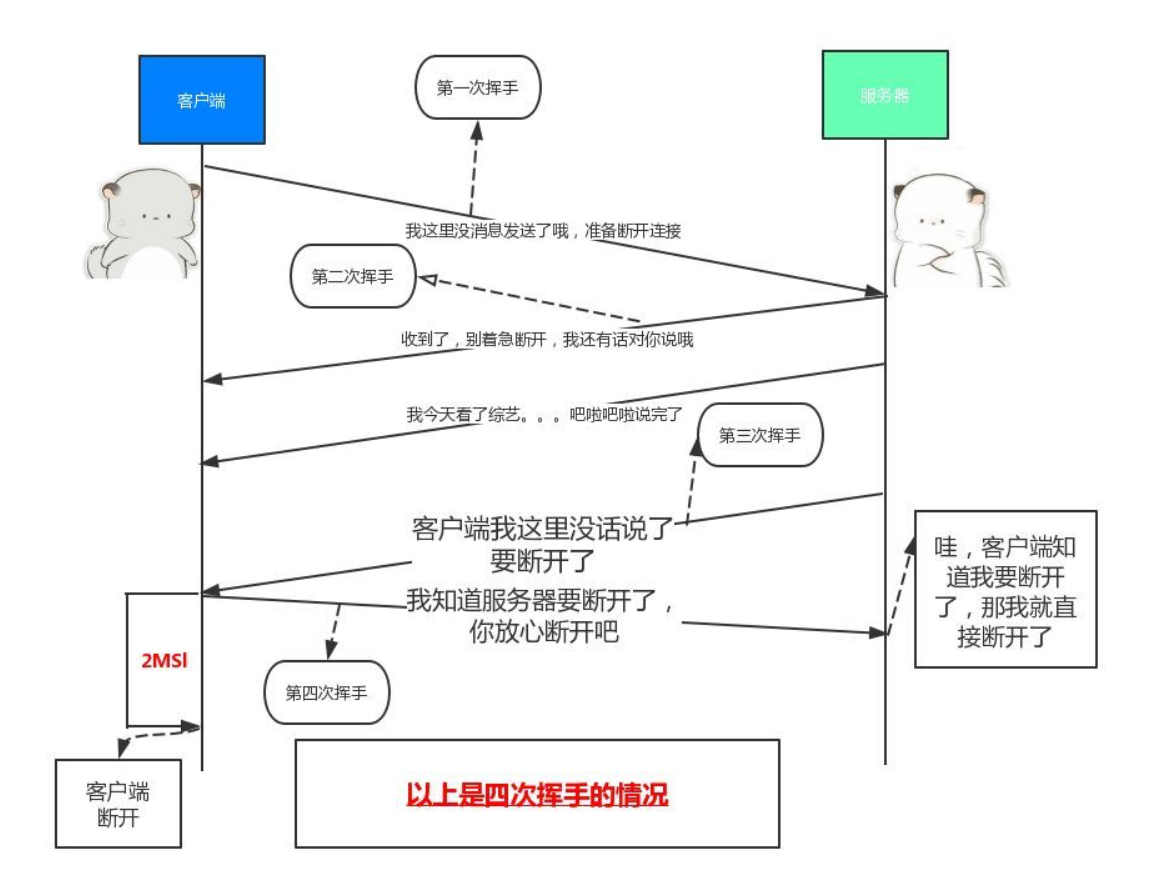 客户端
第一次挥手
服务器
我这里没消息发送了哦，准备断开连接
第二次挥手
收到了，别着急断开，我还有话对你说哦
我今天看了综艺。。。吧啦吧啦说完了
第三次挥手
客户端我这里没话说了
要断开了
哇，客户端知
道我要断开
了，那我就直
接断开了
我知道服务器要断开了，
你放心断开吧
2MSl
第四次挥手
客户端
断开
以上是四次挥手的情况